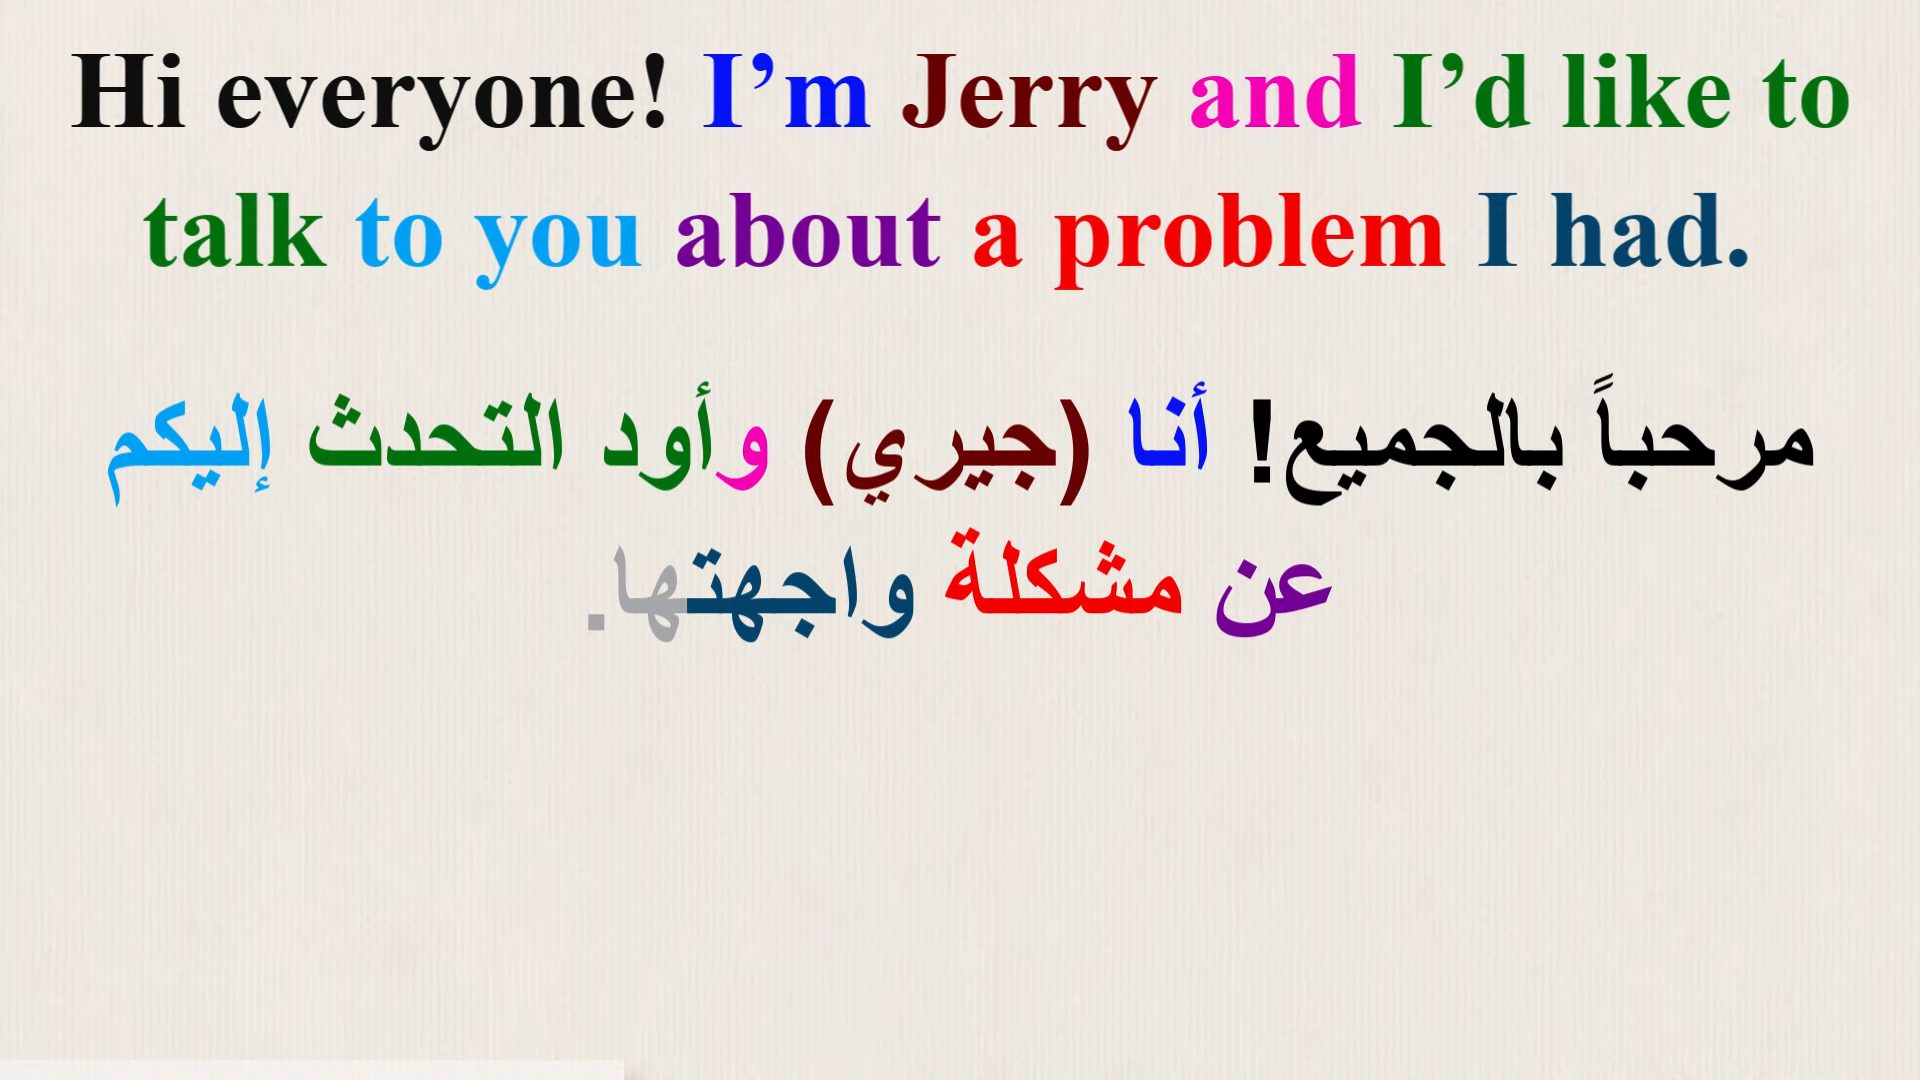 Hi everyone! I’m Jerry and I’d like to
talk to you about a problem I had.
مرحباً بالجميع! أنا (جيري) وأود التحدث إليكم
عن مشكلة واجهتها.